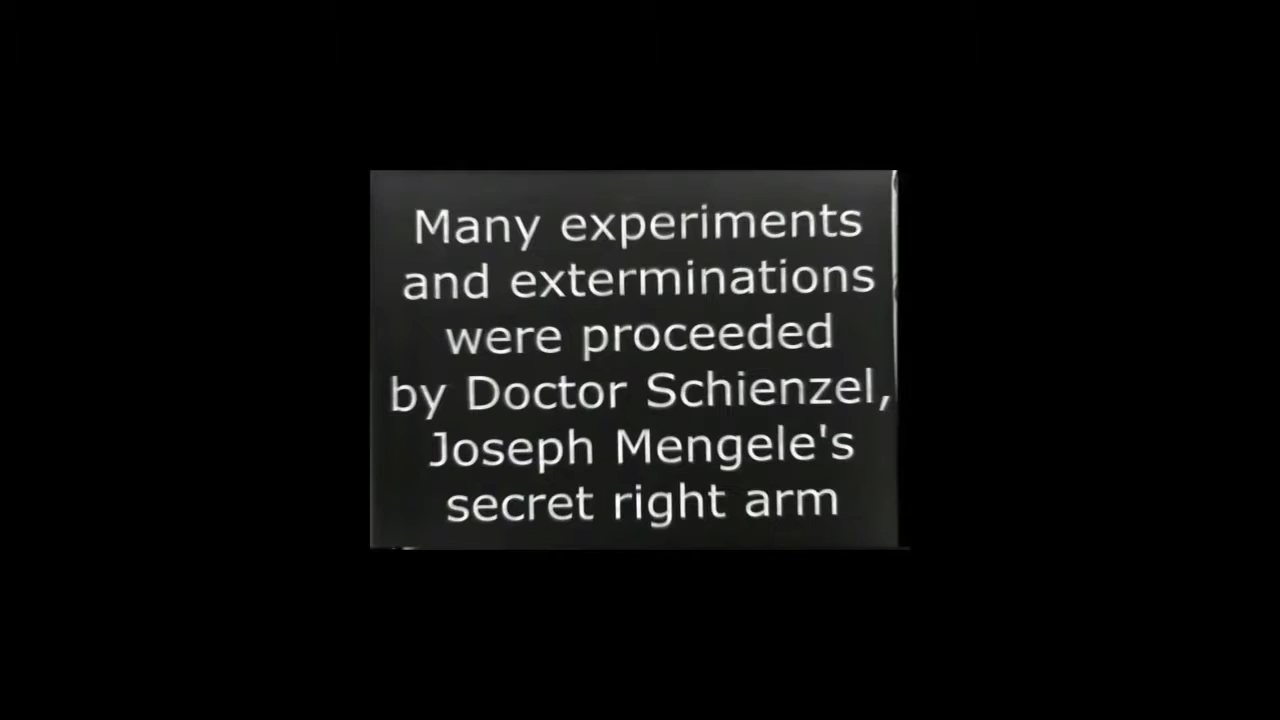 Many experiments
and exterminations
were proceeded
by Doctor Schienzel,
Joseph Mengele's
secret right arm